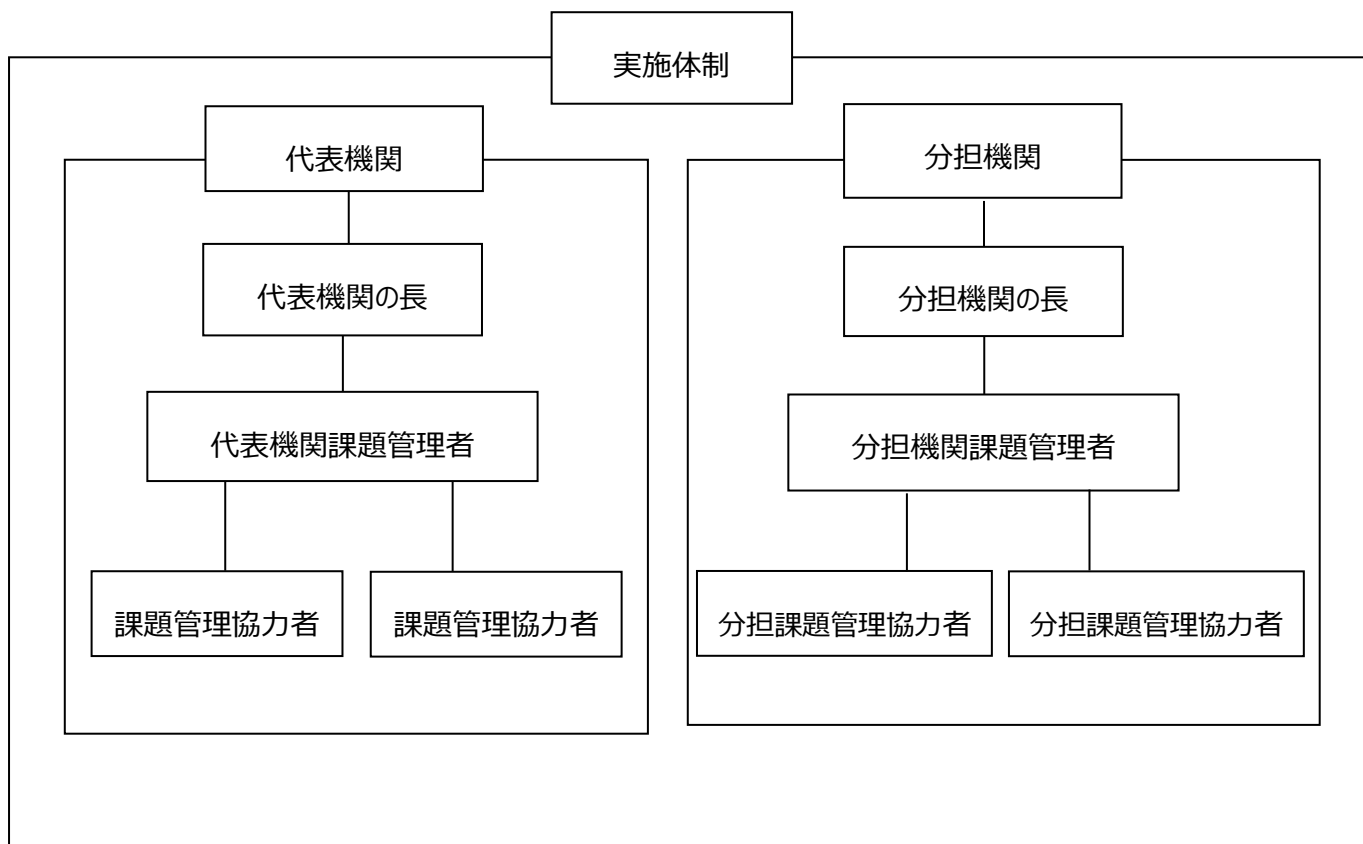 実施体制
代表機関
代表機関の長
代表機関課題管理者
課題管理協力者
課題管理協力者
分担機関
分担機関の長
分担機関課題管理者
分担課題管理協力者
分担課題管理協力者